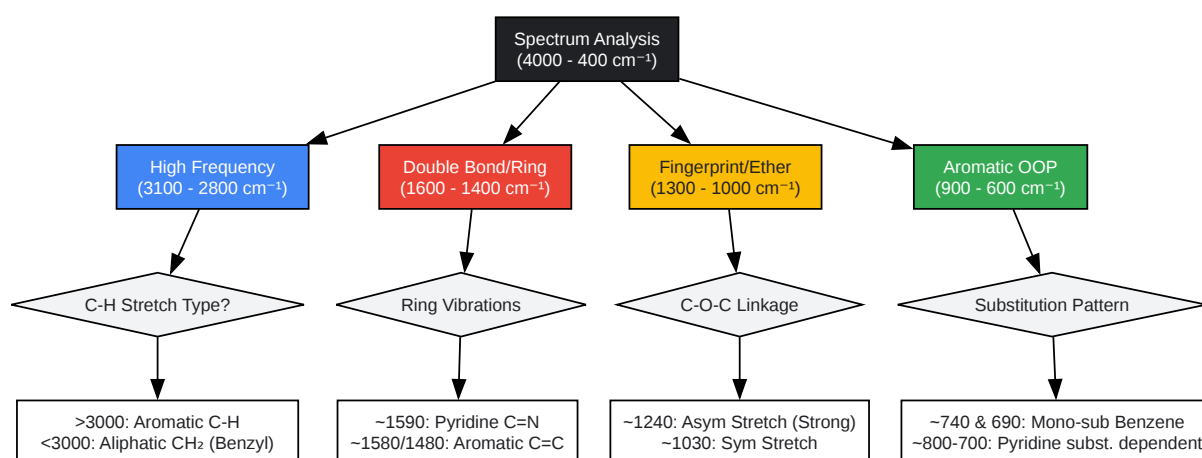 Spectrum Analysis
(4000 - 400 cm⁻¹)
High Frequency
(3100 - 2800 cm⁻¹)
Double Bond/Ring
(1600 - 1400 cm⁻¹)
Fingerprint/Ether
(1300 - 1000 cm⁻¹)
Aromatic OOP
(900 - 600 cm⁻¹)
C-H Stretch Type?
Ring Vibrations
C-O-C Linkage
Substitution Pattern
>3000: Aromatic C-H
<3000: Aliphatic CH₂ (Benzyl)
~1590: Pyridine C=N
~1580/1480: Aromatic C=C
~1240: Asym Stretch (Strong)
~1030: Sym Stretch
~740 & 690: Mono-sub Benzene
~800-700: Pyridine subst. dependent